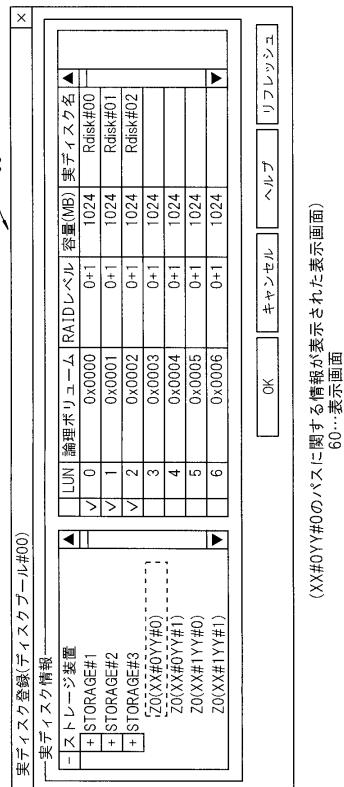 実ディスク登録(ディスクプール#00)
×
実ディスク情報
- ストレージ装置
+ STORAGE#1
+ STORAGE#2
+ STORAGE#3
Z0(XX#0YY#0)
Z0(XX#0YY#1)
Z0(XX#1YY#0)
Z0(XX#1YY#1)
LUN 論理ボリューム RAIDレベル 容量(MB) 実ディスク名
✓ 0 0x0000 0+1 1024 Rdisk#00
✓ 1 0x0001 0+1 1024 Rdisk#01
✓ 2 0x0002 0+1 1024 Rdisk#02
3 0x0003 0+1 1024
4 0x0004 0+1 1024
5 0x0005 0+1 1024
6 0x0006 0+1 1024
OK キャンセル ヘルプ リフレッシュ
(XX#0YY#0のパスに関する情報が表示された表示画面)
60…表示画面